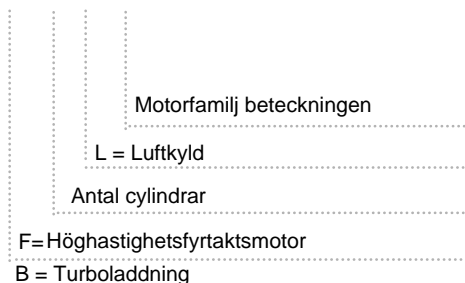 Motorfamilj beteckningen
L = Luftkyld
Antal cylindrar
F= Höghastighetsfyrtaktsmotor
B = Turboladdning